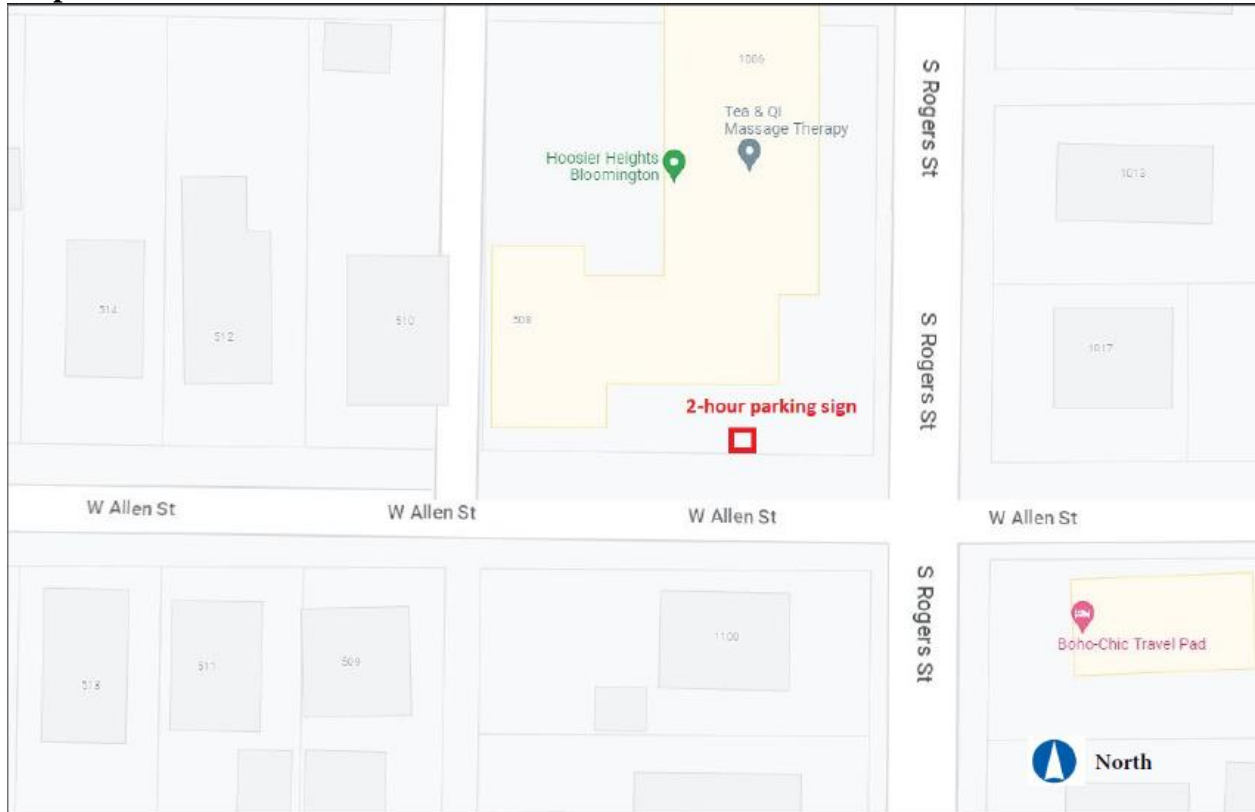 1006
S Rogers St
Tea & Qi
Massage Therapy
Hoosier Heights
Bloomington
1013
514
512
510
508
S Rogers St
1017
2-hour parking sign
W Allen St
W Allen St
W Allen St
W Allen St
S Rogers St
1100
Boho-Chic Travel Pad
518
511
509
North